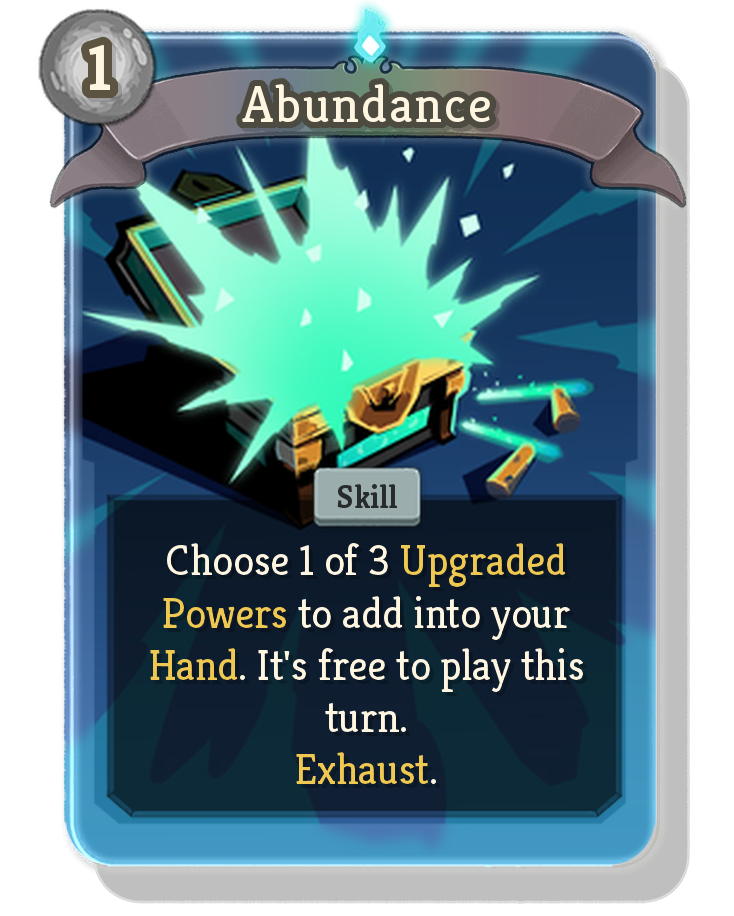 1
Abundance
Skill
Choose 1 of 3 Upgraded
Powers to add into your
Hand. It's free to play this
turn.
Exhaust.